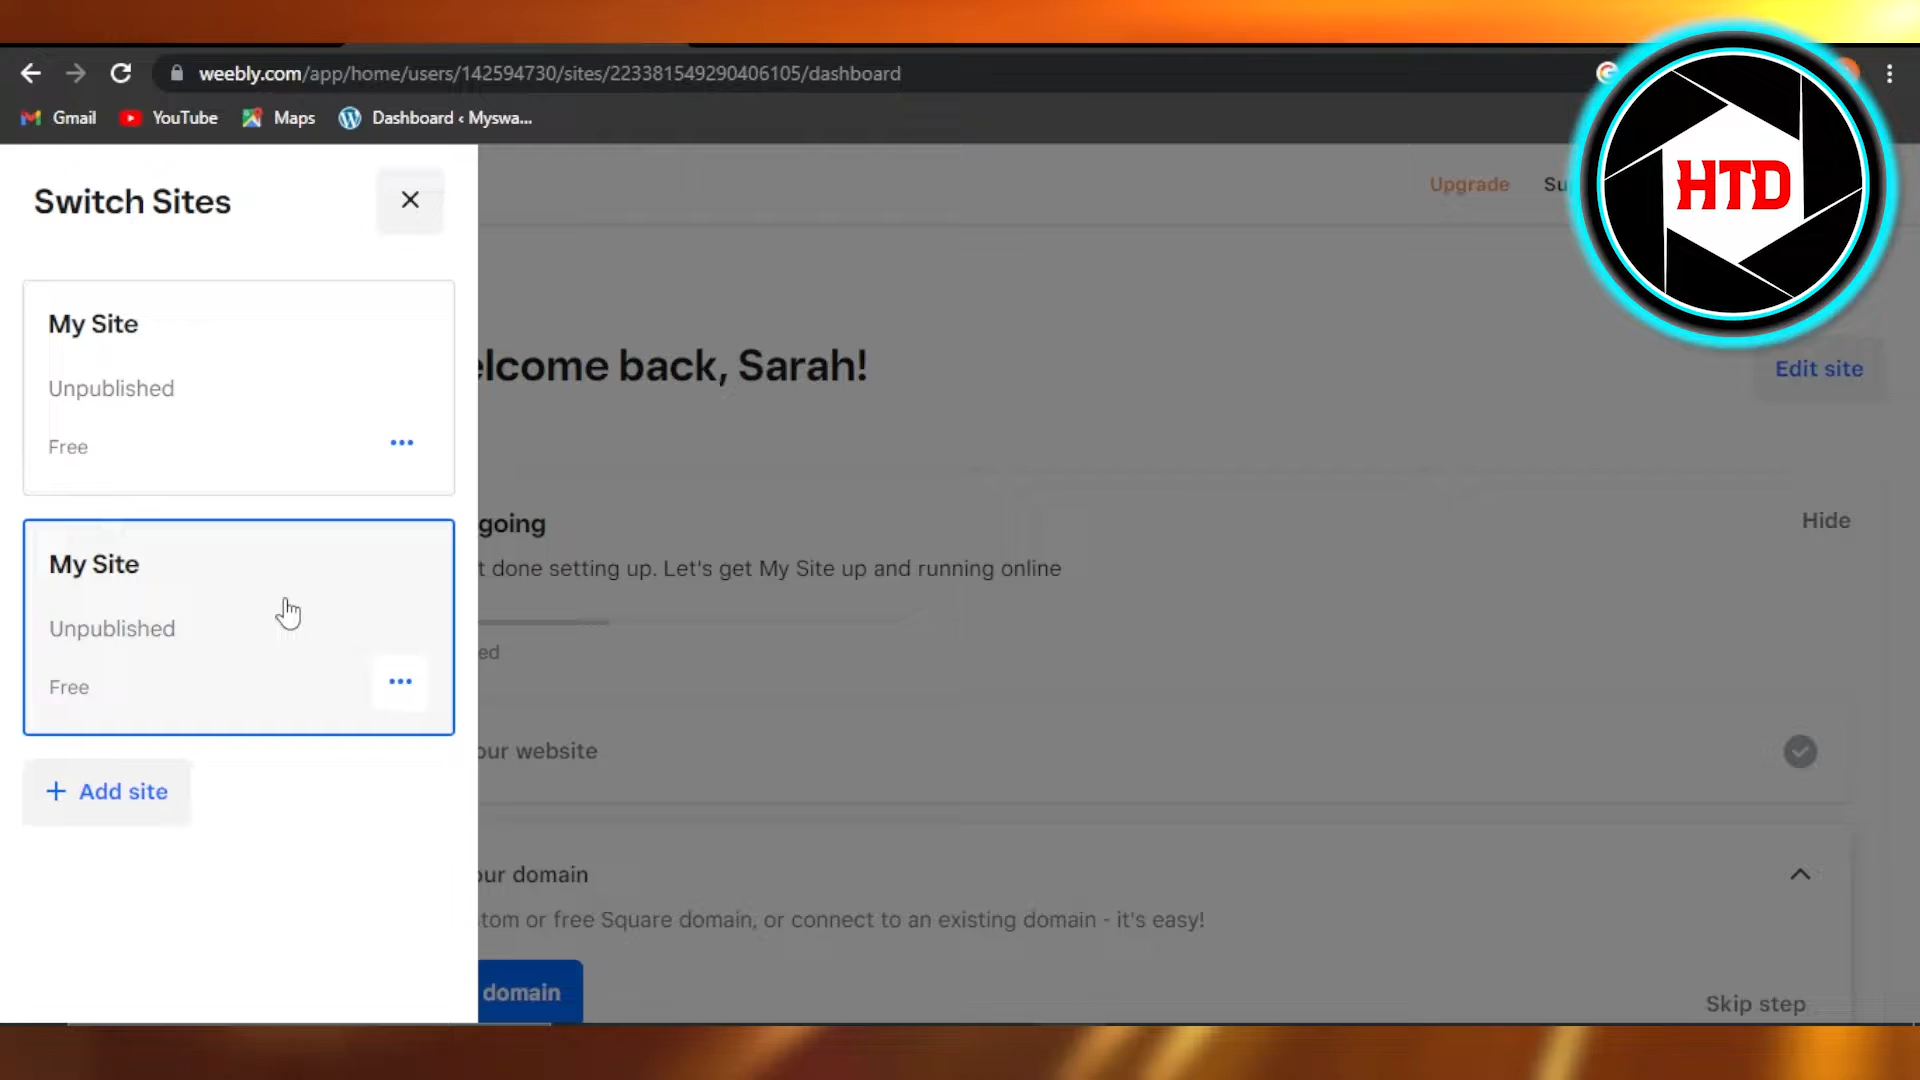 weebly.com/app/home/users/142594730/sites/223381549290406105/dashboard
Gmail YouTube Maps Dashboard ‹ Myswa...
HTD
Switch Sites
Upgrade Su
My Site
Unpublished
Free
elcome back, Sarah!
Edit site
going
Hide
t done setting up. Let's get My Site up and running online
ed
My Site
Unpublished
Free
our website
+ Add site
our domain
tom or free Square domain, or connect to an existing domain - it's easy!
domain
Skip step